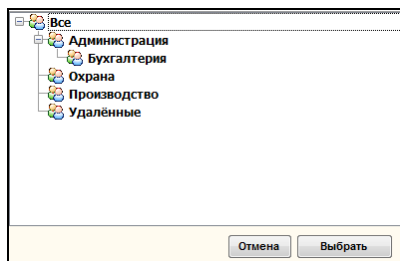 Все
Администрация
Бухгалтерия
Охрана
Производство
Удалённые
Отмена Выбрать